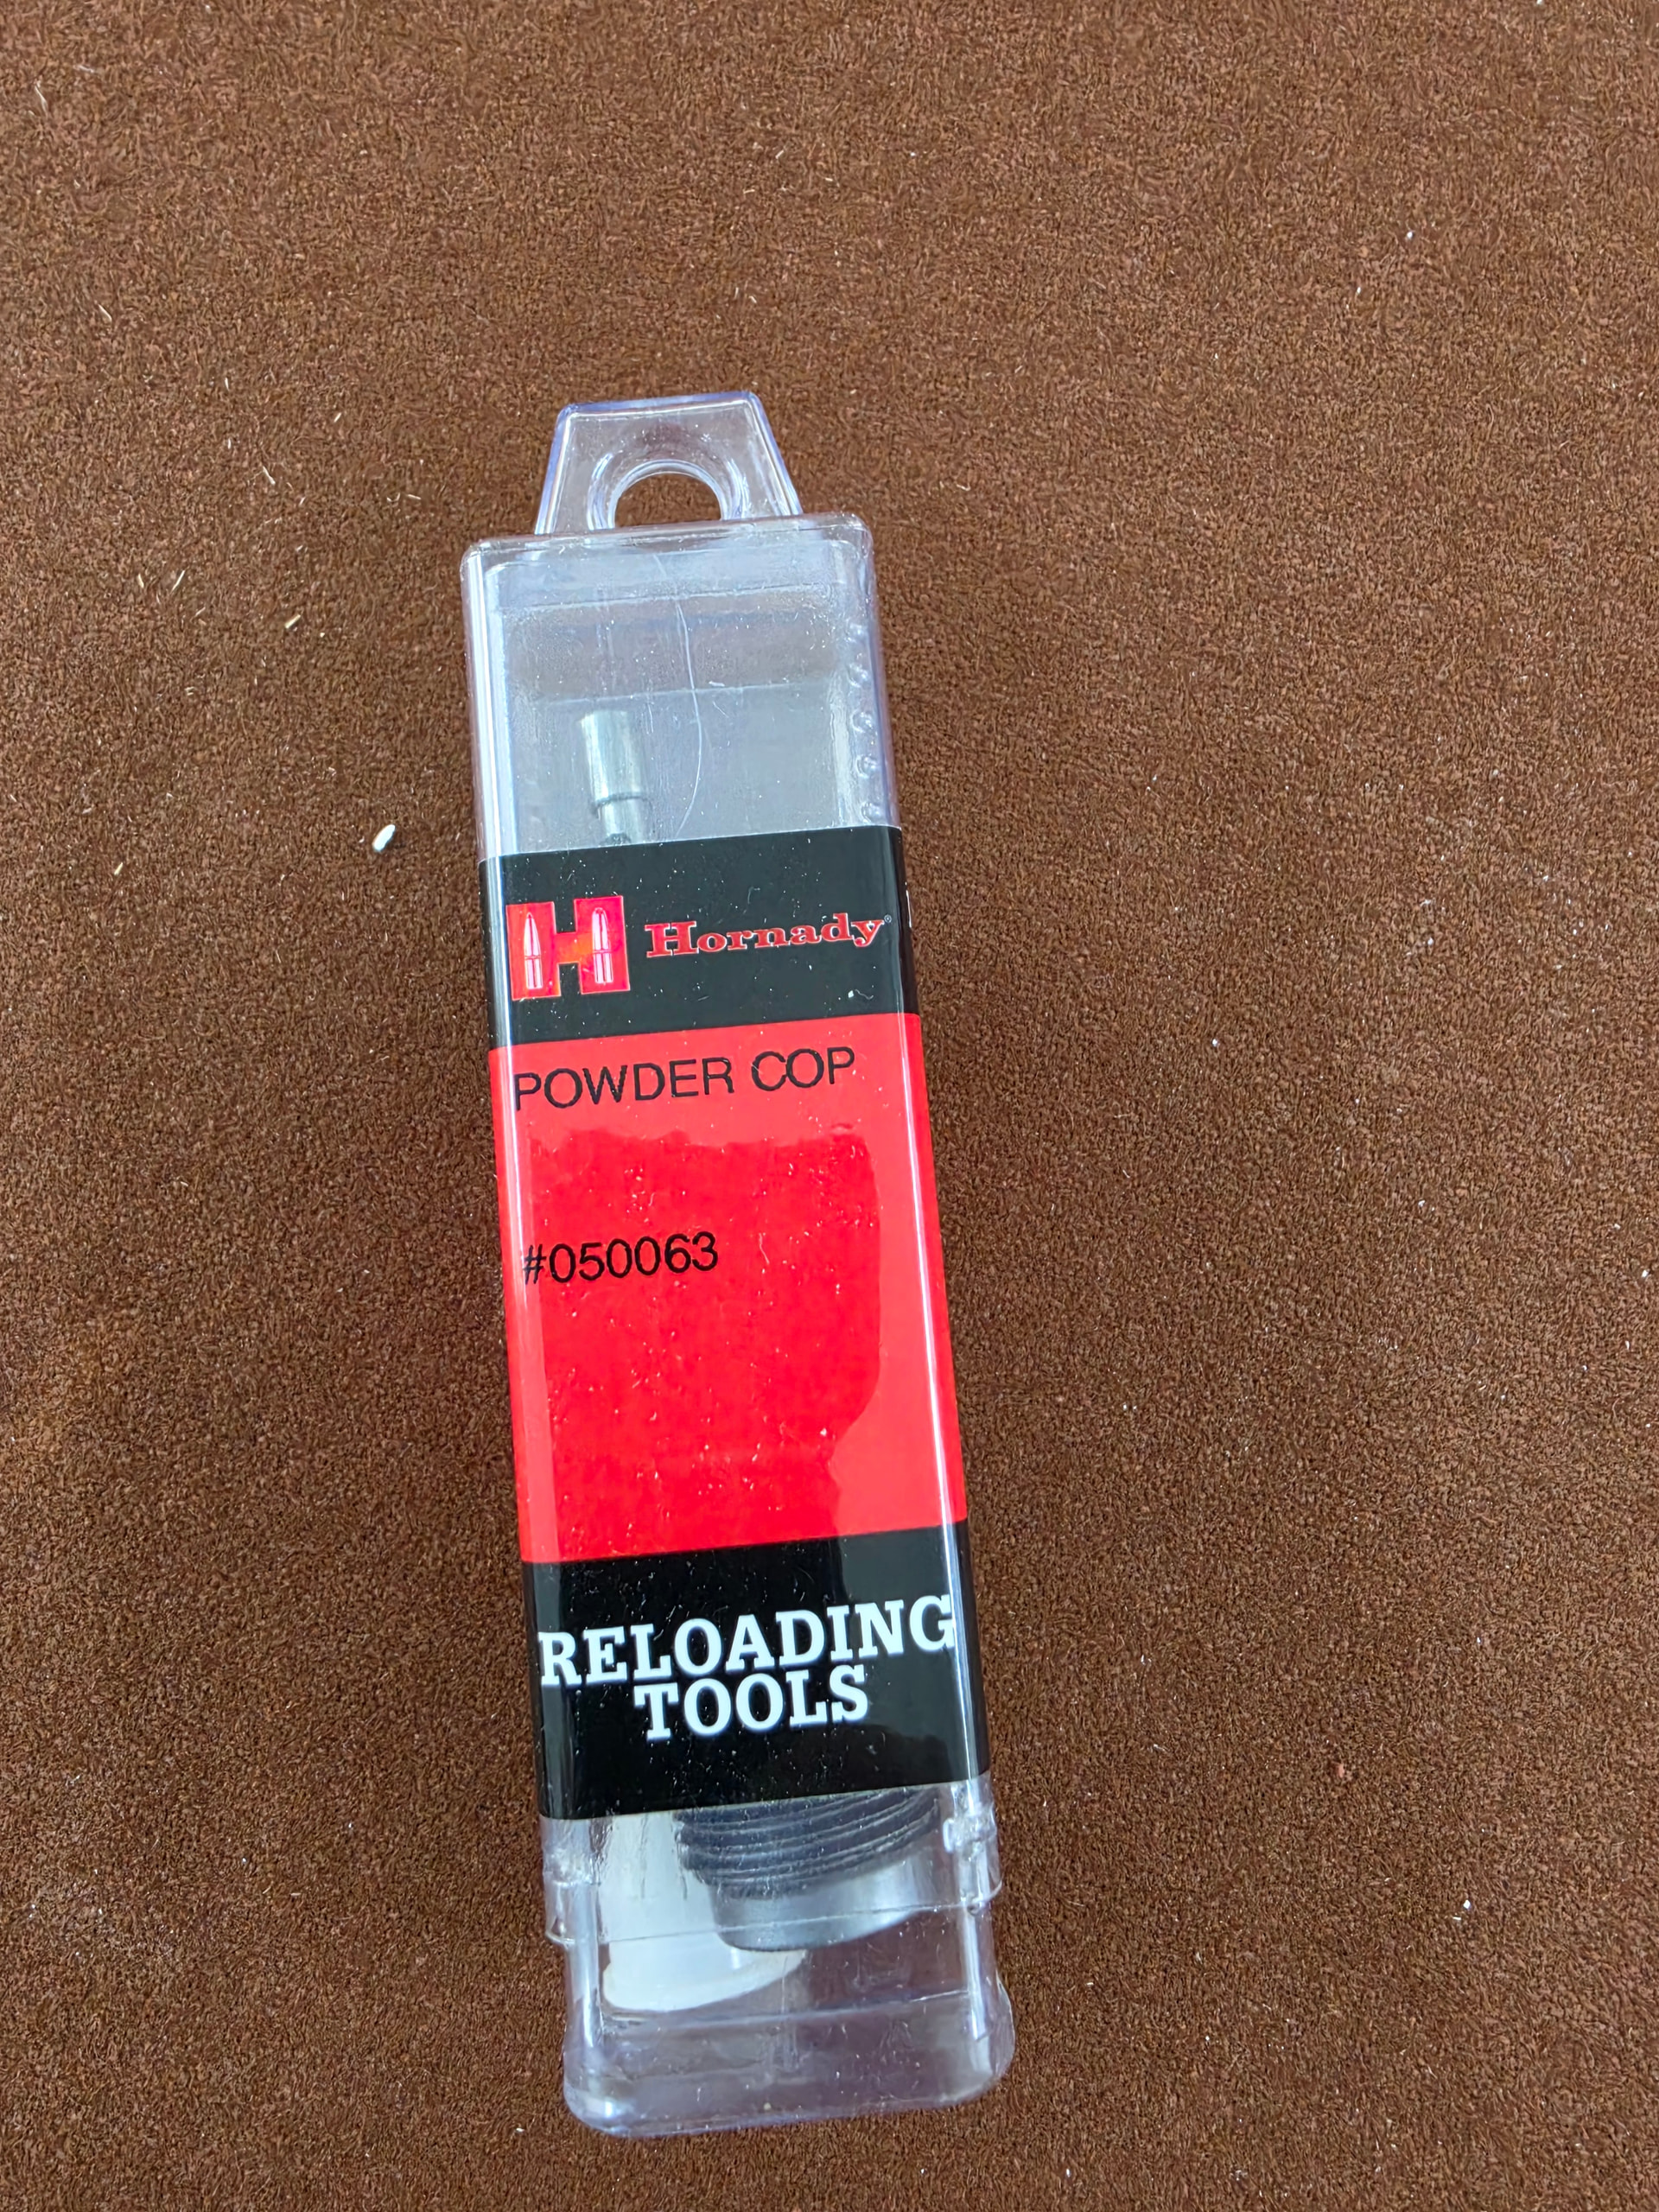 H Hornady®
POWDER COP
#050063
RELOADING
TOOLS